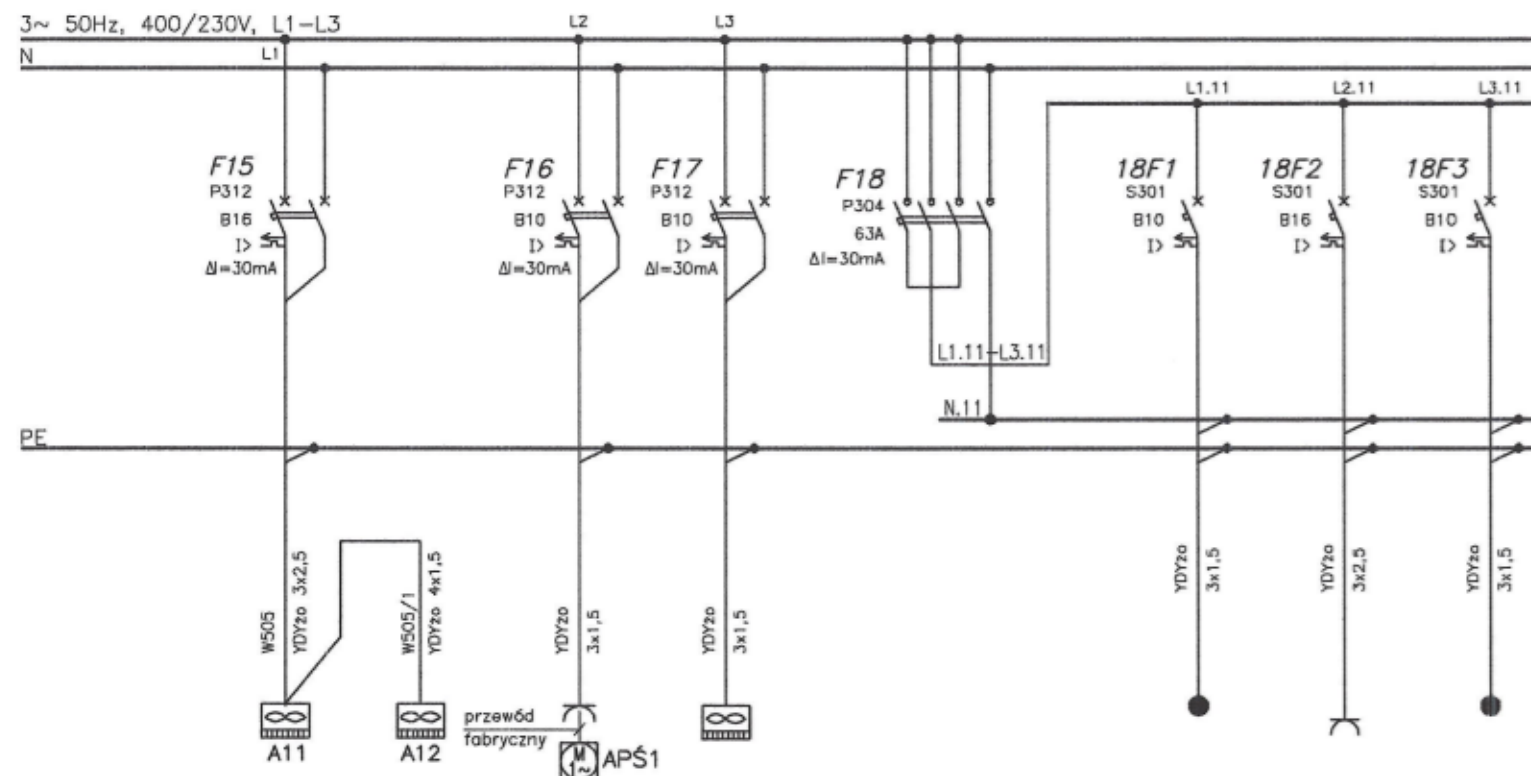 3~ 50Hz, 400/230V, L1-L3
L2
L3
N
L1
L1.11
L2.11
L3.11
F15
P312
B16
I>
ΔI=30mA
F16
P312
B10
I>
ΔI=30mA
F17
P312
B10
I>
ΔI=30mA
F18
P304
63A
ΔI=30mA
18F1
S301
B10
I>
18F2
S301
B16
I>
18F3
S301
B10
I>
L1.11-L3.11
N.11
PE
W505
YDYżo 3x2,5
W505/1
YDYżo 4x1,5
YDYżo
3x1,5
YDYżo
3x1,5
YDYżo
3x1,5
YDYżo
3x2,5
YDYżo
3x1,5
A11
A12
przewód
fabryczny
M
1~
APŚ1